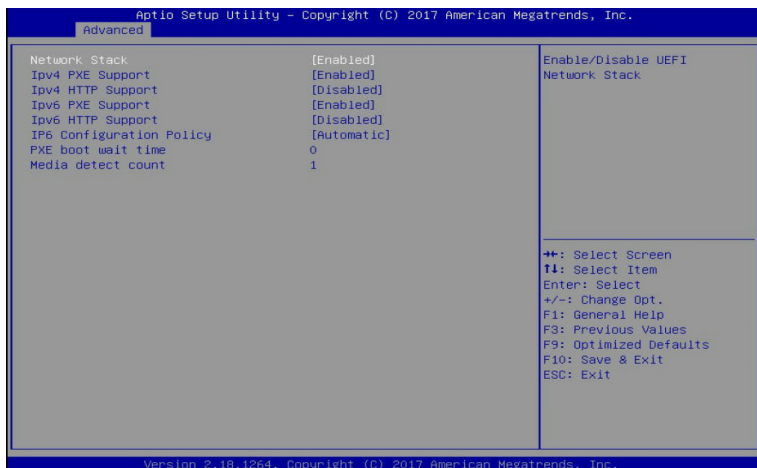 Aptio Setup Utility – Copyright (C) 2017 American Megatrends, Inc.
Advanced
Network Stack [Enabled]
Ipv4 PXE Support [Enabled]
Ipv4 HTTP Support [Disabled]
Ipv6 PXE Support [Enabled]
Ipv6 HTTP Support [Disabled]
IP6 Configuration Policy [Automatic]
PXE boot wait time 0
Media detect count 1
Enable/Disable UEFI
Network Stack
→←: Select Screen
↑↓: Select Item
Enter: Select
+/-: Change Opt.
F1: General Help
F3: Previous Values
F9: Optimized Defaults
F10: Save & Exit
ESC: Exit
Version 2.18.1264. Copyright (C) 2017 American Megatrends, Inc.